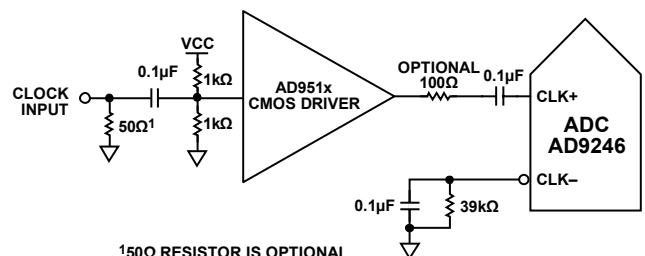 VCC
0.1µF
1kΩ
CLOCK
INPUT
50Ω¹
1kΩ
AD951x
CMOS DRIVER
OPTIONAL
100Ω
0.1µF
CLK+
ADC
AD9246
CLK–
0.1µF
39kΩ
¹50Ω RESISTOR IS OPTIONAL